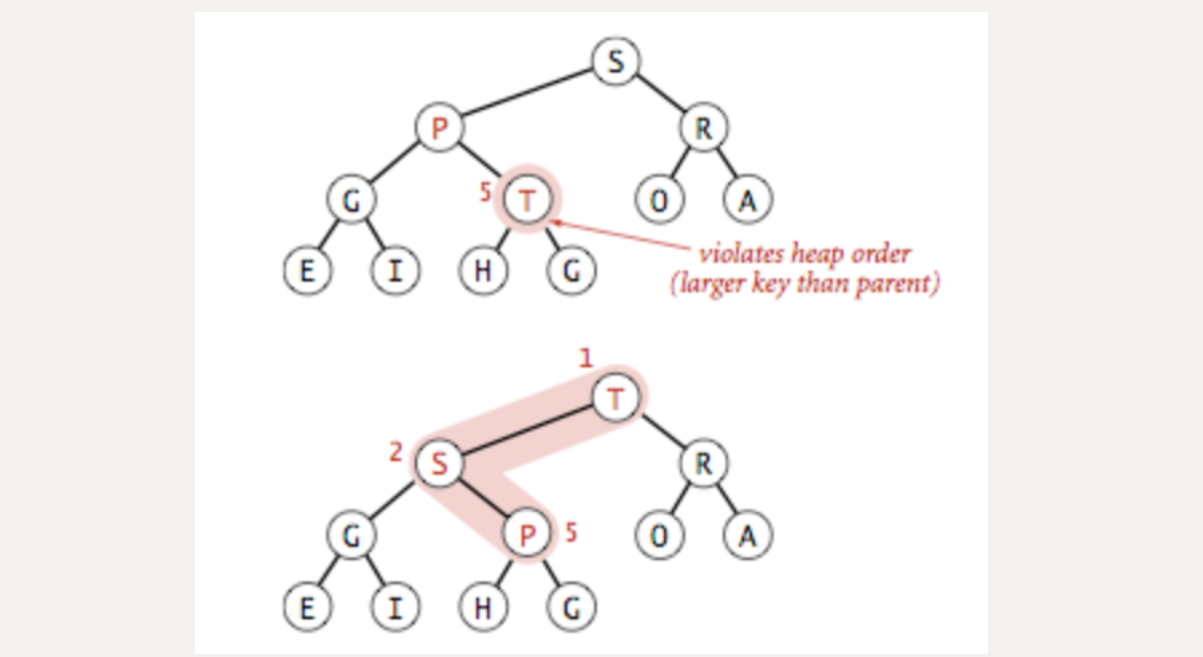 S
P R
G 5 T O A
violates heap order
(larger key than parent)
E I H G
1
T
2 S R
G P 5 O A
E I H G